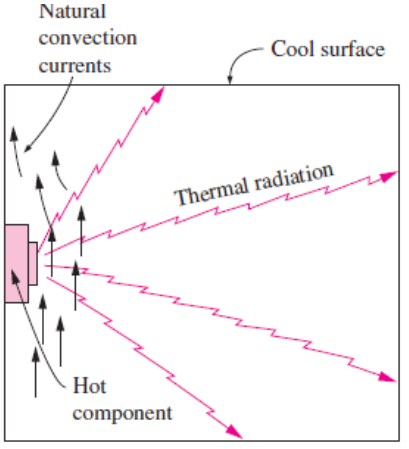 Natural
convection
currents
Cool surface
Thermal radiation
Hot
component